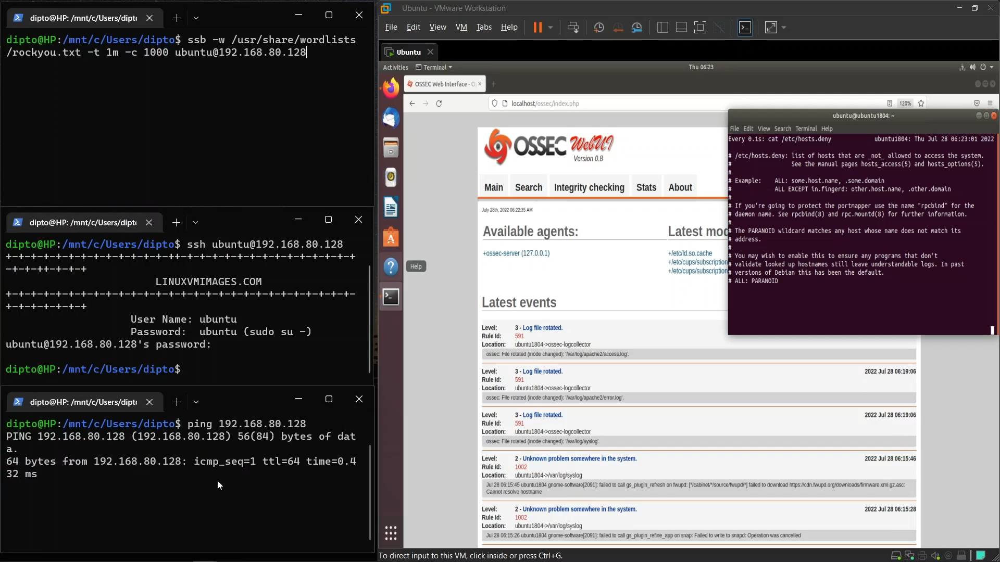 dipto@HP: /mnt/c/Users/dipto
dipto@HP:/mnt/c/Users/dipto$ ssb -w /usr/share/wordlists
/rockyou.txt -t 1m -c 1000 ubuntu@192.168.80.128
dipto@HP: /mnt/c/Users/dipto
dipto@HP:/mnt/c/Users/dipto$ ssh ubuntu@192.168.80.128
+-+-+-+-+-+-+-+-+-+-+-+-+-+-+-+-+-+-+-+-+-+-+-+-+-+-+-+
-+-+-+-+-+-+-+
LINUXVMIMAGES.COM
+-+-+-+-+-+-+-+-+-+-+-+-+-+-+-+-+-+-+-+-+-+-+-+-+-+-+-+-
+-+-+-+-+-+-+
User Name: ubuntu
Password: ubuntu (sudo su -)
ubuntu@192.168.80.128's password:
dipto@HP:/mnt/c/Users/dipto$
dipto@HP: /mnt/c/Users/dipto
dipto@HP:/mnt/c/Users/dipto$ ping 192.168.80.128
PING 192.168.80.128 (192.168.80.128) 56(84) bytes of dat
a.
64 bytes from 192.168.80.128: icmp_seq=1 ttl=64 time=0.4
32 ms
Ubuntu - VMware Workstation
File Edit View VM Tabs Help
Ubuntu
Activities Terminal Thu 06:23
OSSEC Web Interface - O
localhost/ossec/index.php 120%
OSSEC WebUI
Version 0.8
Main Search Integrity checking Stats About
July 28th, 2022 06:22:35 AM
Available agents:
+ossec-server (127.0.0.1)
Latest mod
+/etc/ld.so.cache
+/etc/cups/subscription
+/etc/cups/subscription
Help
Latest events
Level: 3 - Log file rotated.
Rule Id: 591
Location: ubuntu1804->ossec-logcollector
ossec: File rotated (inode changed): '/var/log/apache2/access.log'.
Level: 3 - Log file rotated. 2022 Jul 28 06:19:06
Rule Id: 591
Location: ubuntu1804->ossec-logcollector
ossec: File rotated (inode changed): '/var/log/apache2/error.log'.
Level: 3 - Log file rotated. 2022 Jul 28 06:19:06
Rule Id: 591
Location: ubuntu1804->ossec-logcollector
ossec: File rotated (inode changed): '/var/log/syslog'.
Level: 2 - Unknown problem somewhere in the system. 2022 Jul 28 06:15:46
Rule Id: 1002
Location: ubuntu1804->/var/log/syslog
Jul 28 06:15:45 ubuntu1804 gnome-software[2091]: failed to call gs_plugin_refresh on fwupd: [*/cabinet/*/source/fwupd/*] failed to download https://cdn.fwupd.org/downloads/firmware.xml.gz.asc:
Cannot resolve hostname
Level: 2 - Unknown problem somewhere in the system. 2022 Jul 28 06:15:28
Rule Id: 1002
Location: ubuntu1804->/var/log/syslog
Jul 28 06:15:26 ubuntu1804 gnome-software[2091]: failed to call gs_plugin_refine_app on snap: Failed to write to snapd: Operation was cancelled
ubuntu@ubuntu1804: ~
File Edit View Search Terminal Help
Every 0.1s: cat /etc/hosts.deny ubuntu1804: Thu Jul 28 06:23:01 2022
# /etc/hosts.deny: list of hosts that are _not_ allowed to access the system.
# See the manual pages hosts_access(5) and hosts_options(5).
#
# Example: ALL: some.host.name, .some.domain
# ALL EXCEPT in.fingerd: other.host.name, .other.domain
#
# If you're going to protect the portmapper use the name "rpcbind" for the
# daemon name. See rpcbind(8) and rpc.mountd(8) for further information.
#
# The PARANOID wildcard matches any host whose name does not match its
# address.
#
# You may wish to enable this to ensure any programs that don't
# validate looked up hostnames still leave understandable logs. In past
# versions of Debian this has been the default.
# ALL: PARANOID
To direct input to this VM, click inside or press Ctrl+G.